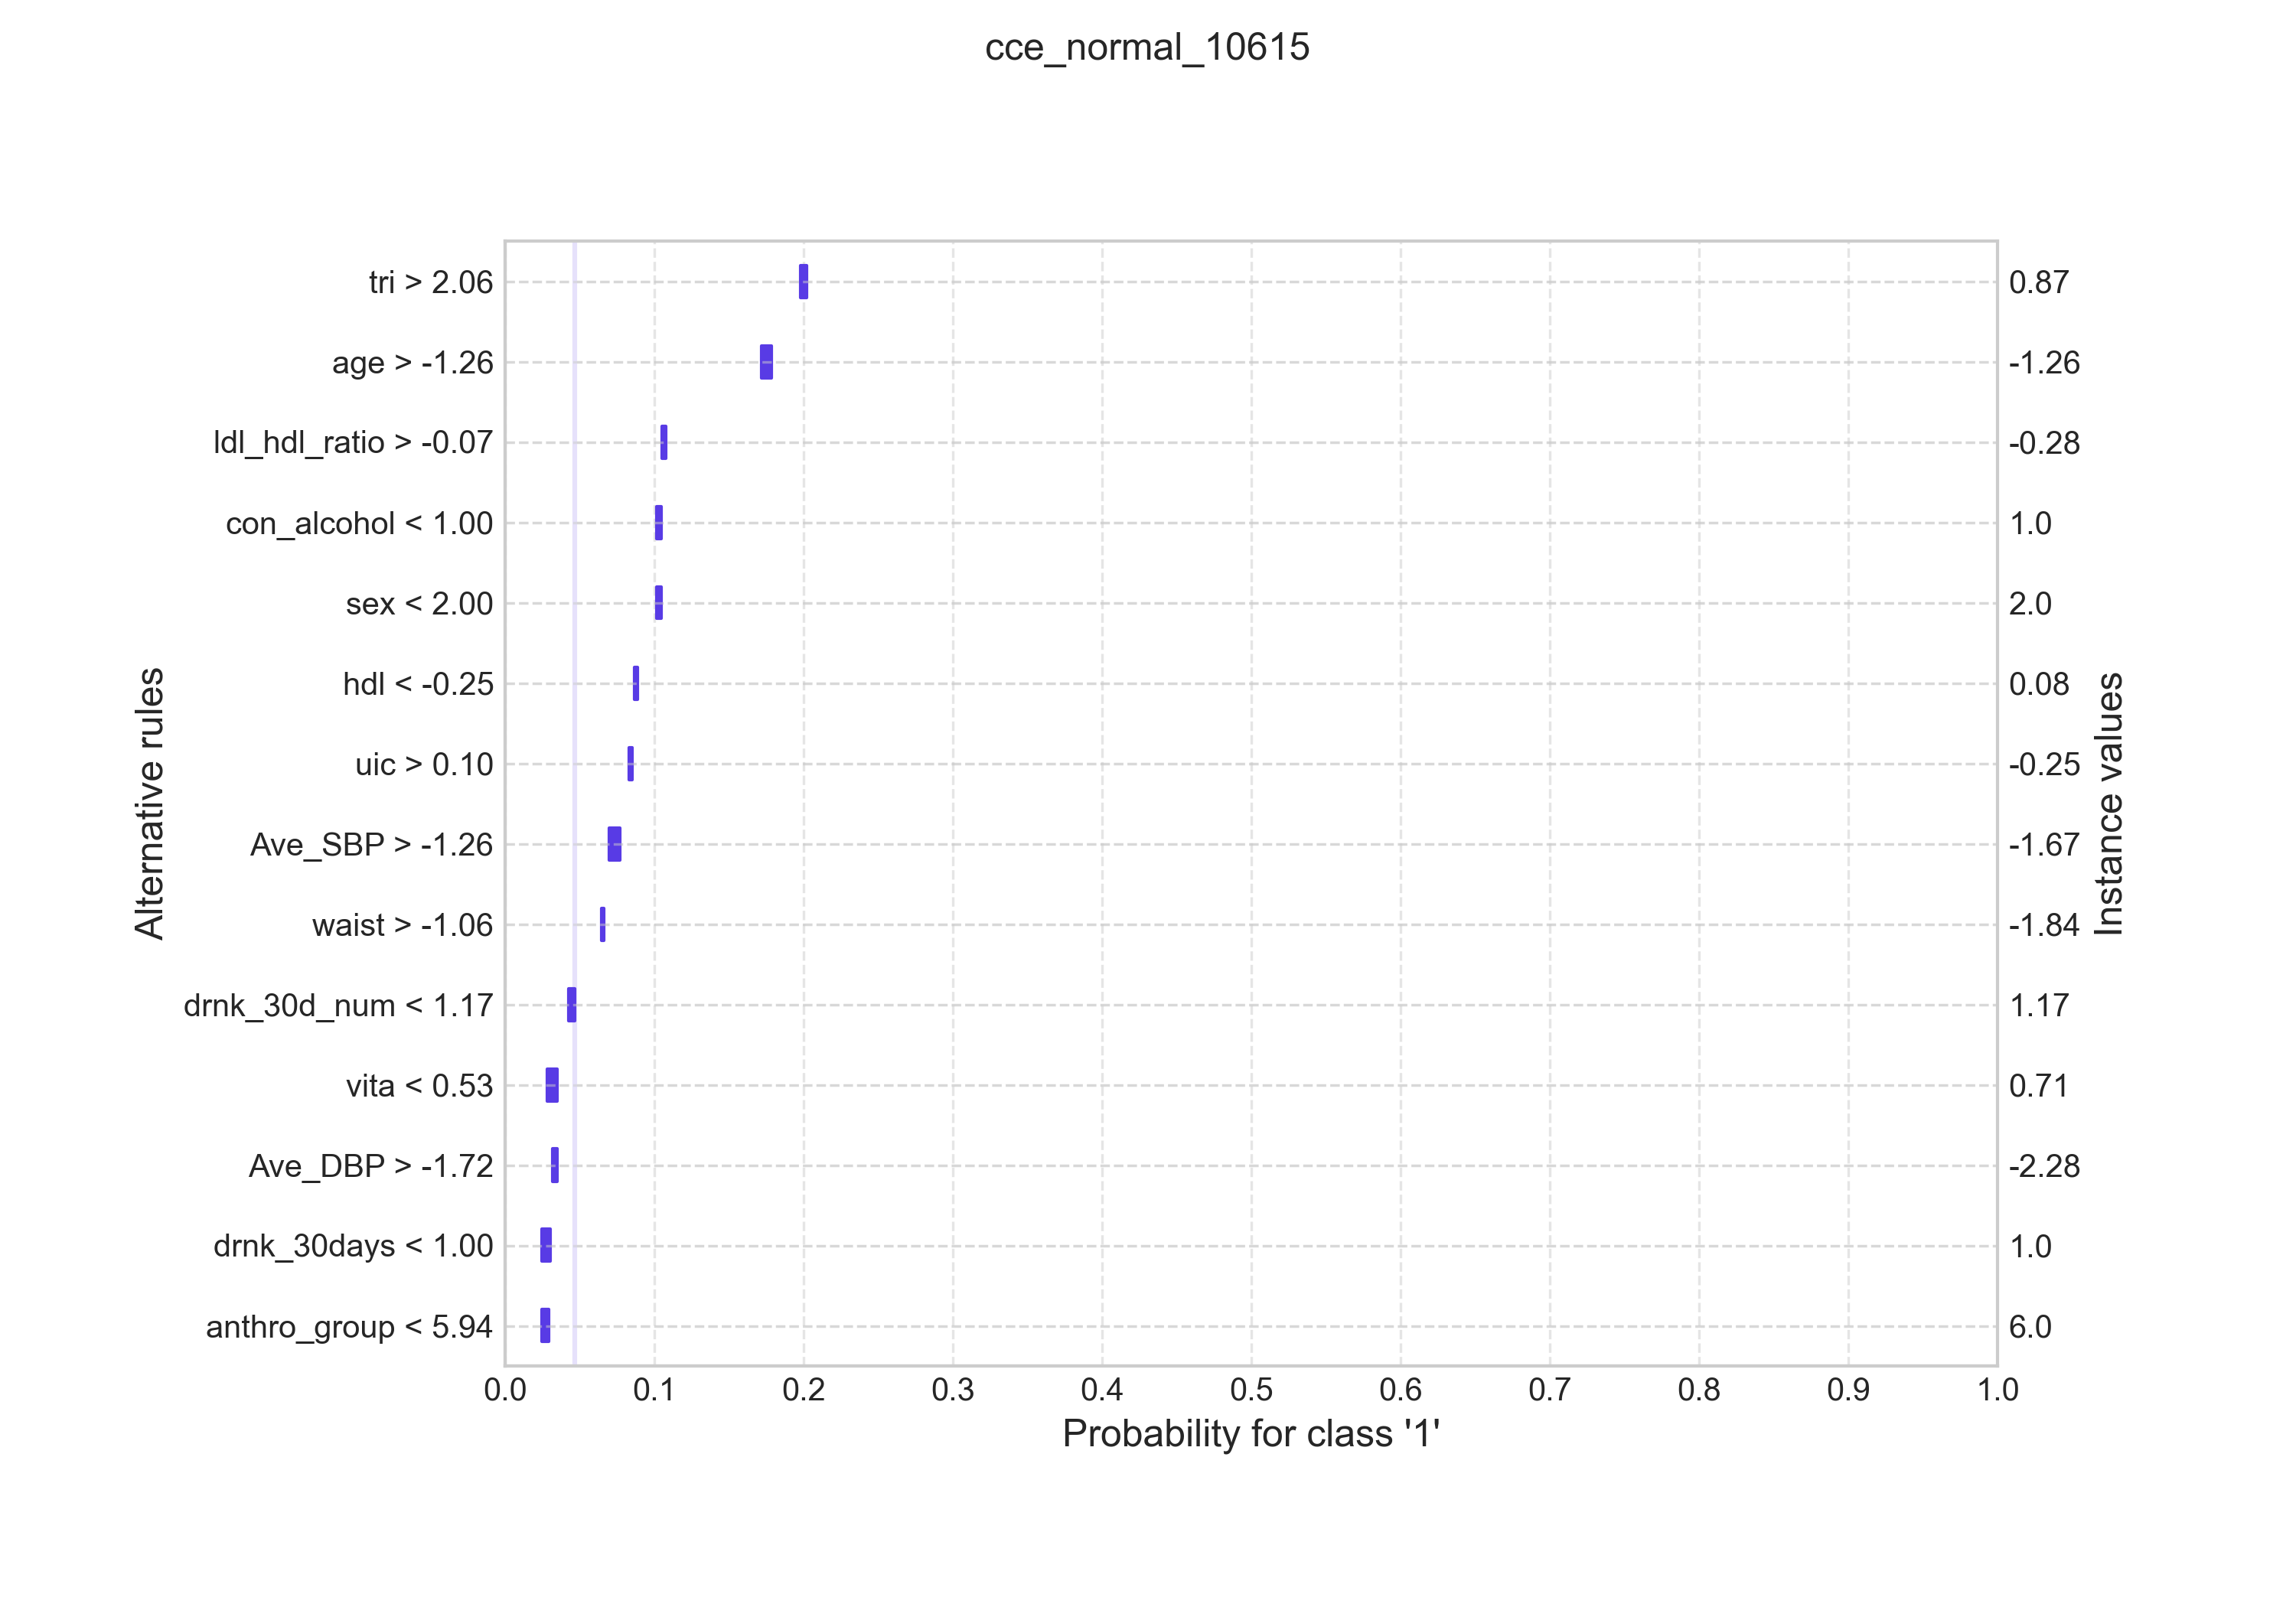 cce_normal_10615
Alternative rules
tri > 2.06 0.87
age > -1.26 -1.26
ldl_hdl_ratio > -0.07 -0.28
con_alcohol < 1.00 1.0
sex < 2.00 2.0
hdl < -0.25 0.08
uic > 0.10 -0.25
Ave_SBP > -1.26 -1.67
waist > -1.06 -1.84
drnk_30d_num < 1.17 1.17
vita < 0.53 0.71
Ave_DBP > -1.72 -2.28
drnk_30days < 1.00 1.0
anthro_group < 5.94 6.0
Instance values
0.0 0.1 0.2 0.3 0.4 0.5 0.6 0.7 0.8 0.9 1.0
Probability for class '1'